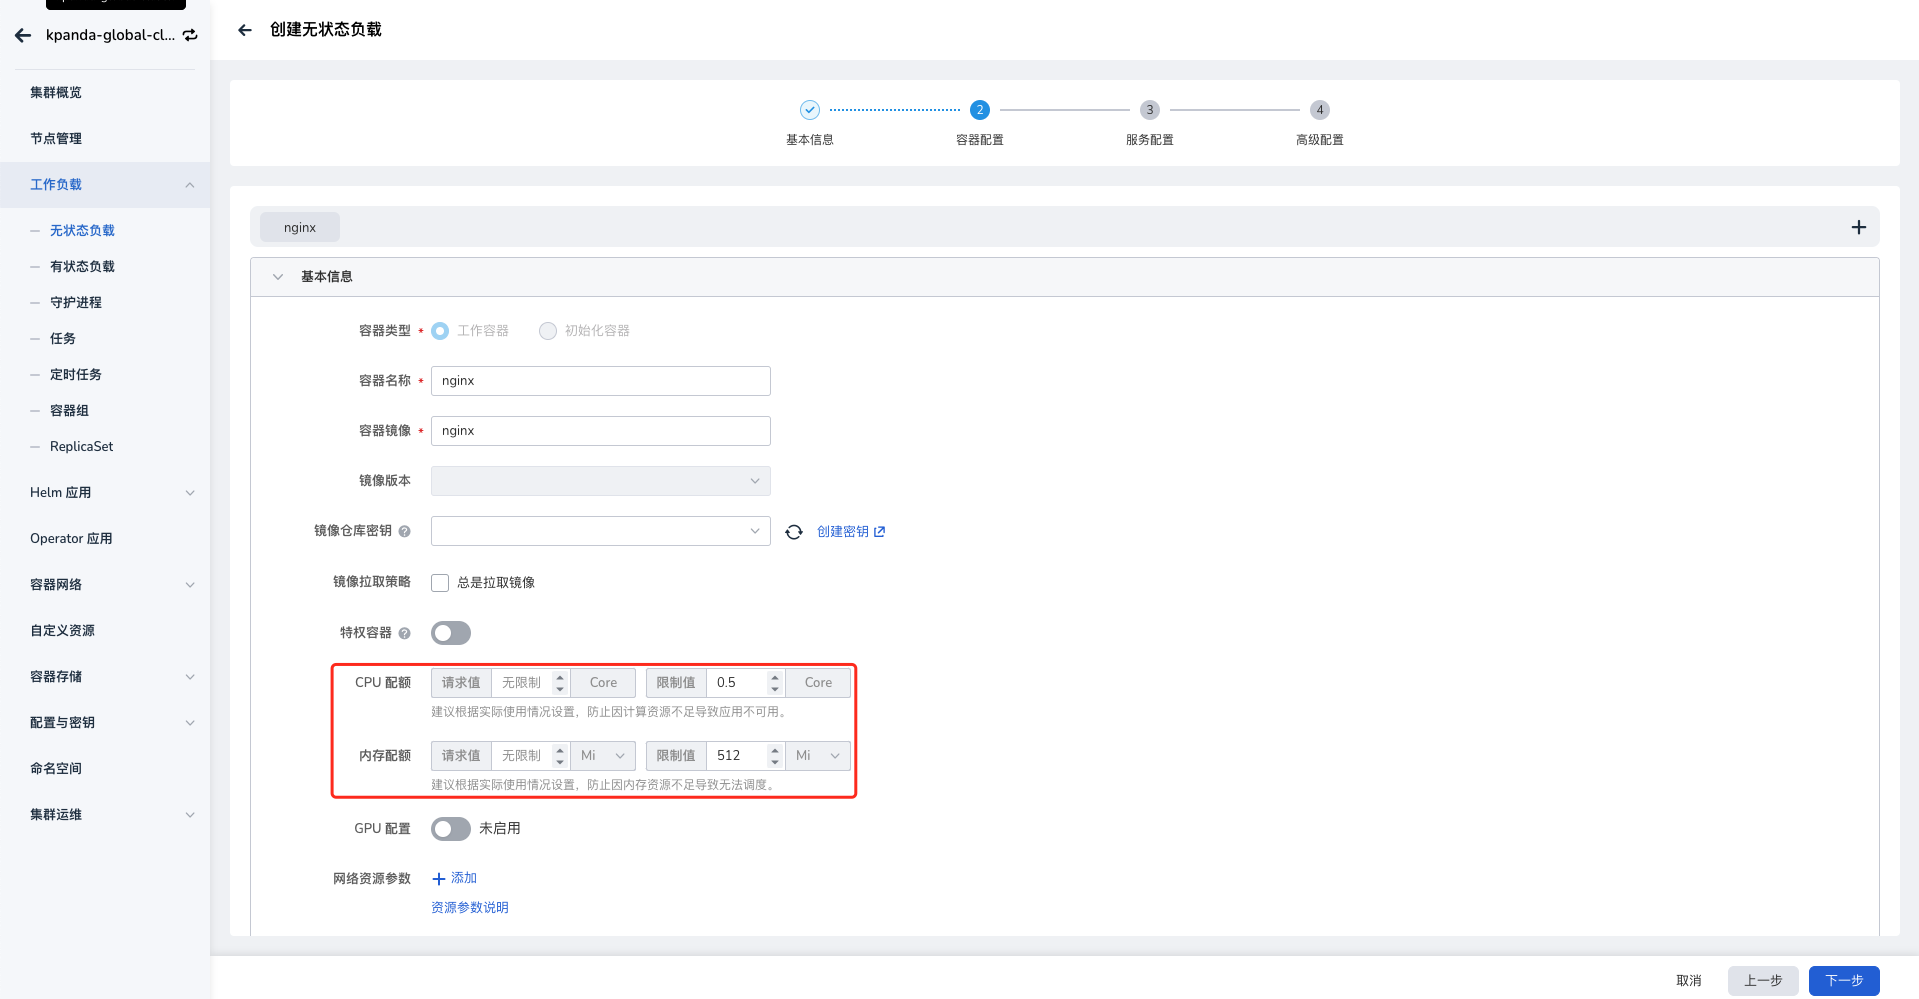 kpanda-global-cl...
集群概览
节点管理
工作负载
无状态负载
有状态负载
守护进程
任务
定时任务
容器组
ReplicaSet
Helm 应用
Operator 应用
容器网络
自定义资源
容器存储
配置与密钥
命名空间
集群运维
创建无状态负载
2 3 4
基本信息 容器配置 服务配置 高级配置
nginx
基本信息
容器类型 * 工作容器 初始化容器
容器名称 * nginx
容器镜像 * nginx
镜像版本
镜像仓库密钥 ? 创建密钥
镜像拉取策略 总是拉取镜像
特权容器 ?
CPU 配额 请求值 无限制 Core 限制值 0.5 Core
建议根据实际使用情况设置，防止因计算资源不足导致应用不可用。
内存配额 请求值 无限制 Mi 限制值 512 Mi
建议根据实际使用情况设置，防止因内存资源不足导致无法调度。
GPU 配置 未启用
网络资源参数 添加
资源参数说明
取消 上一步 下一步